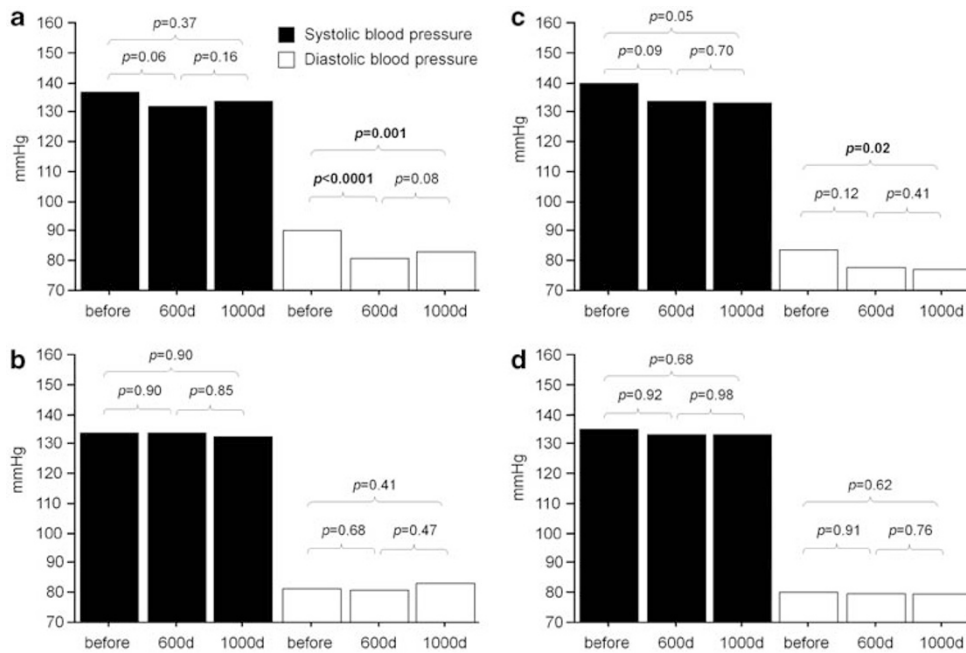 a
160
150
140
130
120
110
100
90
80
70
mmHg
p=0.37
p=0.06
p=0.16
Systolic blood pressure
Diastolic blood pressure
p=0.001
p<0.0001
p=0.08
before
600d
1000d
before
600d
1000d
c
160
150
140
130
120
110
100
90
80
70
mmHg
p=0.05
p=0.09
p=0.70
p=0.02
p=0.12
p=0.41
before
600d
1000d
before
600d
1000d
b
160
150
140
130
120
110
100
90
80
70
mmHg
p=0.90
p=0.90
p=0.85
p=0.41
p=0.68
p=0.47
before
600d
1000d
before
600d
1000d
d
160
150
140
130
120
110
100
90
80
70
mmHg
p=0.68
p=0.92
p=0.98
p=0.62
p=0.91
p=0.76
before
600d
1000d
before
600d
1000d